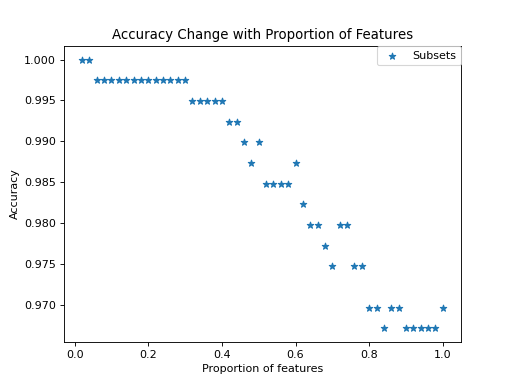 Accuracy Change with Proportion of Features
Subsets
1.000
0.995
0.990
0.985
0.980
0.975
0.970
Accuracy
0.0 0.2 0.4 0.6 0.8 1.0
Proportion of features